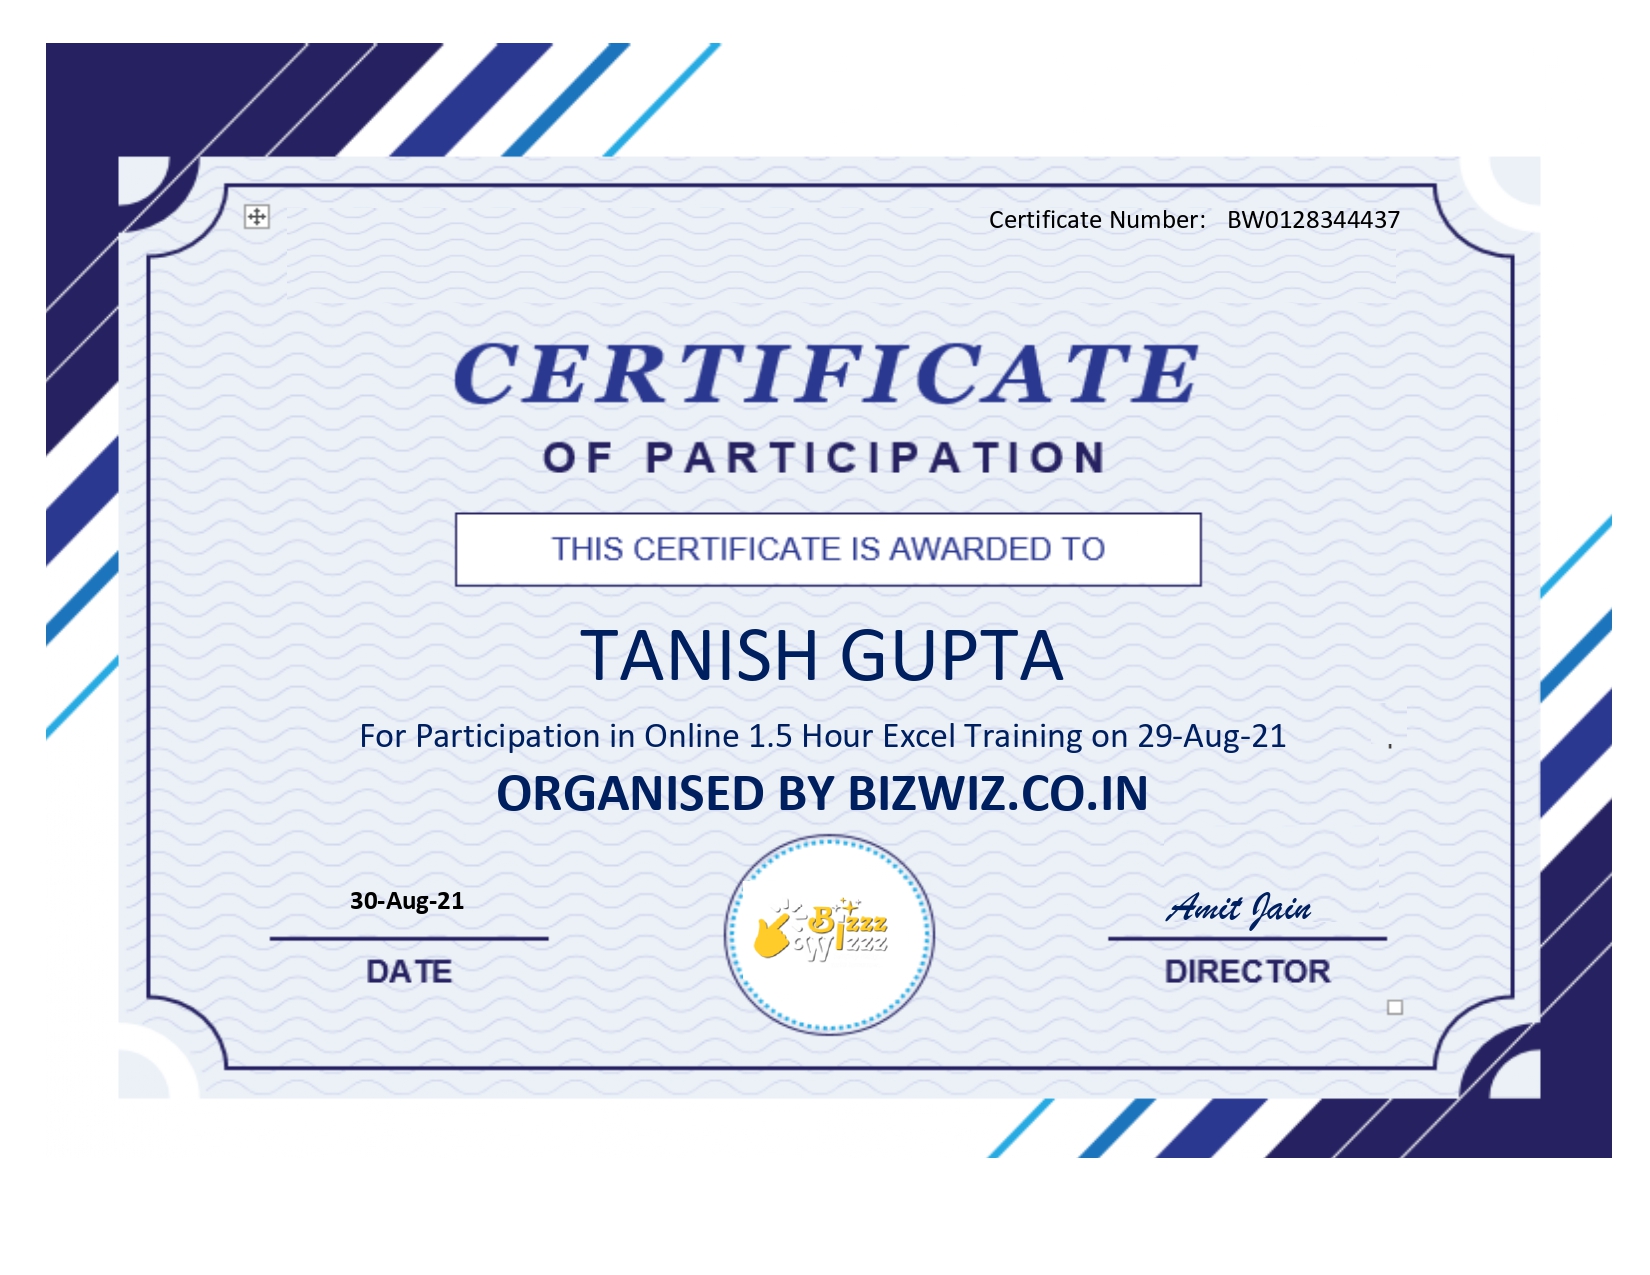 Certificate Number: BW0128344437
CERTIFICATE
OF PARTICIPATION
THIS CERTIFICATE IS AWARDED TO
TANISH GUPTA
For Participation in Online 1.5 Hour Excel Training on 29-Aug-21
ORGANISED BY BIZWIZ.CO.IN
30-Aug-21
DATE
Bizzz
Wizzz
Amit Jain
DIRECTOR